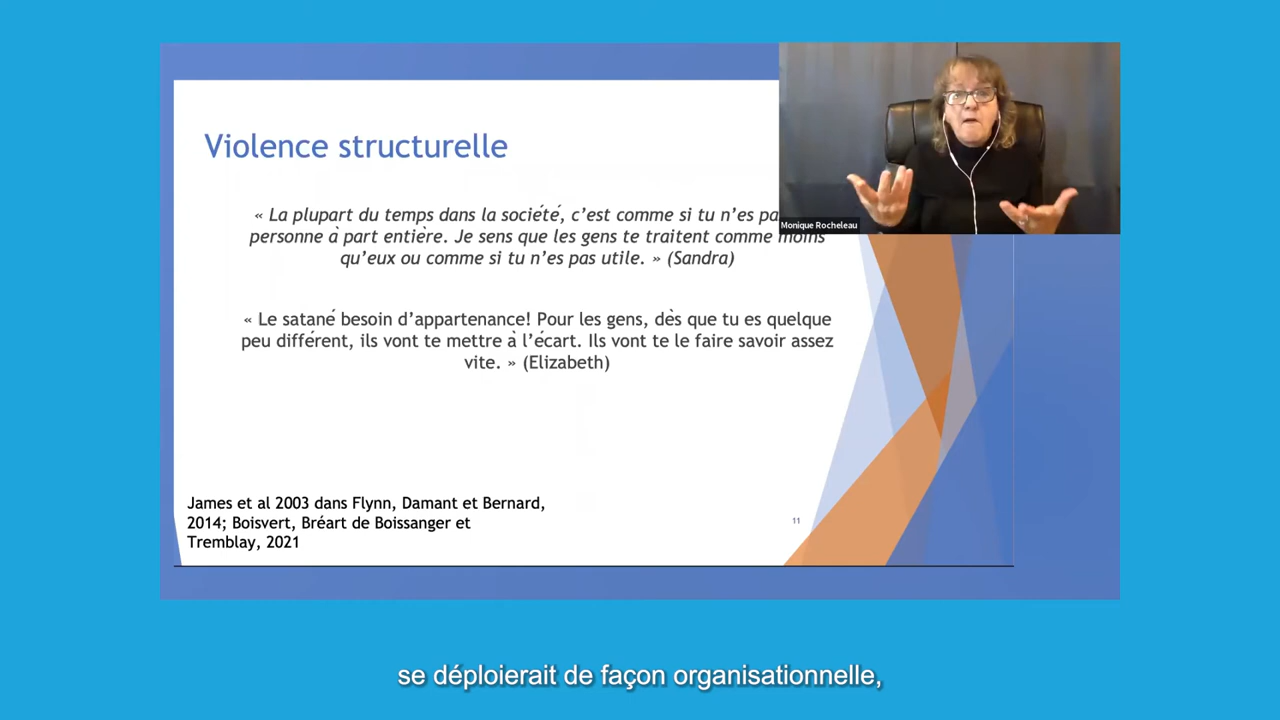 Violence structurelle
« La plupart du temps dans la société, c’est comme si tu n’es pa
personne à part entière. Je sens que les gens te traitent comme moins
qu’eux ou comme si tu n’es pas utile. » (Sandra)
« Le satané besoin d’appartenance! Pour les gens, dès que tu es quelque
peu différent, ils vont te mettre à l’écart. Ils vont te le faire savoir assez
vite. » (Elizabeth)
James et al 2003 dans Flynn, Damant et Bernard,
2014; Boisvert, Bréart de Boissanger et
Tremblay, 2021
11
Monique Rocheleau
se déploierait de façon organisationnelle,